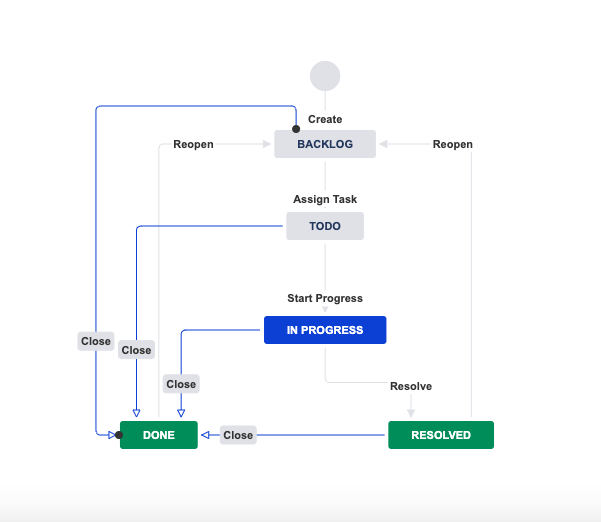 Create
Reopen
BACKLOG
Reopen
Assign Task
TODO
Start Progress
IN PROGRESS
Close
Close
Close
Resolve
DONE
Close
RESOLVED